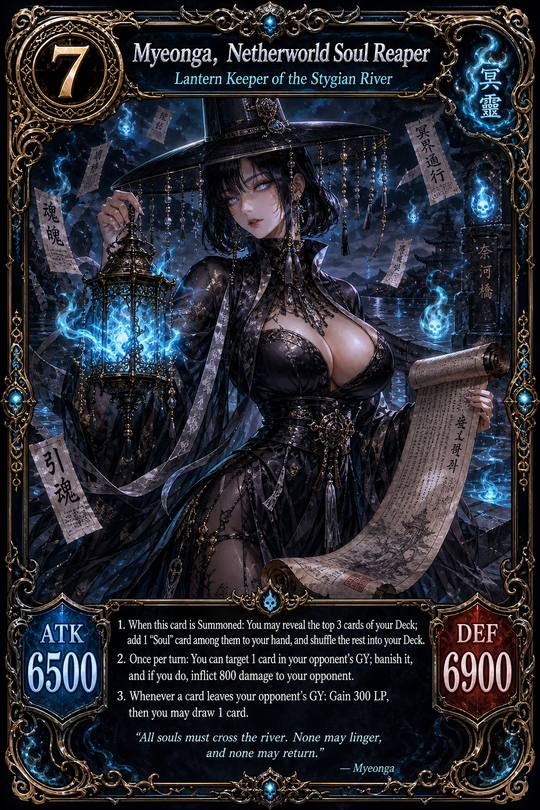 7
Myeonga, Netherworld Soul Reaper
Lantern Keeper of the Stygian River
冥靈
冥界通行
魂魄
奈河橋
引魂
ATK
6500
1. When this card is Summoned: You may reveal the top 3 cards of your Deck;
add 1 "Soul" card among them to your hand, and shuffle the rest into your Deck.
2. Once per turn: You can target 1 card in your opponent's GY; banish it,
and if you do, inflict 800 damage to your opponent.
3. Whenever a card leaves your opponent's GY: Gain 300 LP,
then you may draw 1 card.
"All souls must cross the river. None may linger,
and none may return."
— Myeonga
DEF
6900